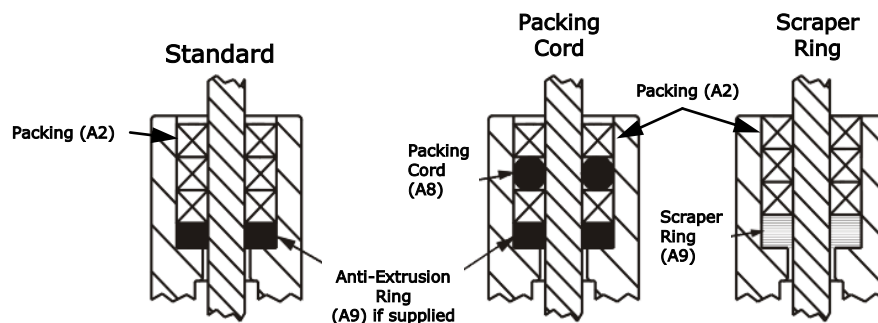 Standard
Packing
Cord
Scraper
Ring
Packing (A2)
Packing (A2)
Packing
Cord
(A8)
Scraper
Ring
(A9)
Anti-Extrusion
Ring
(A9) if supplied